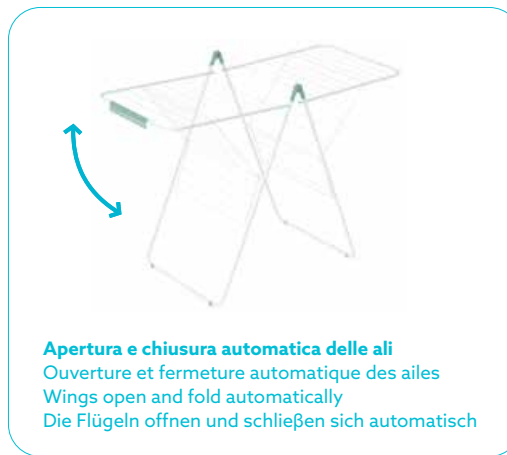 Apertura e chiusura automatica delle ali
Ouverture et fermeture automatique des ailes
Wings open and fold automatically
Die Flügeln offnen und schließen sich automatisch